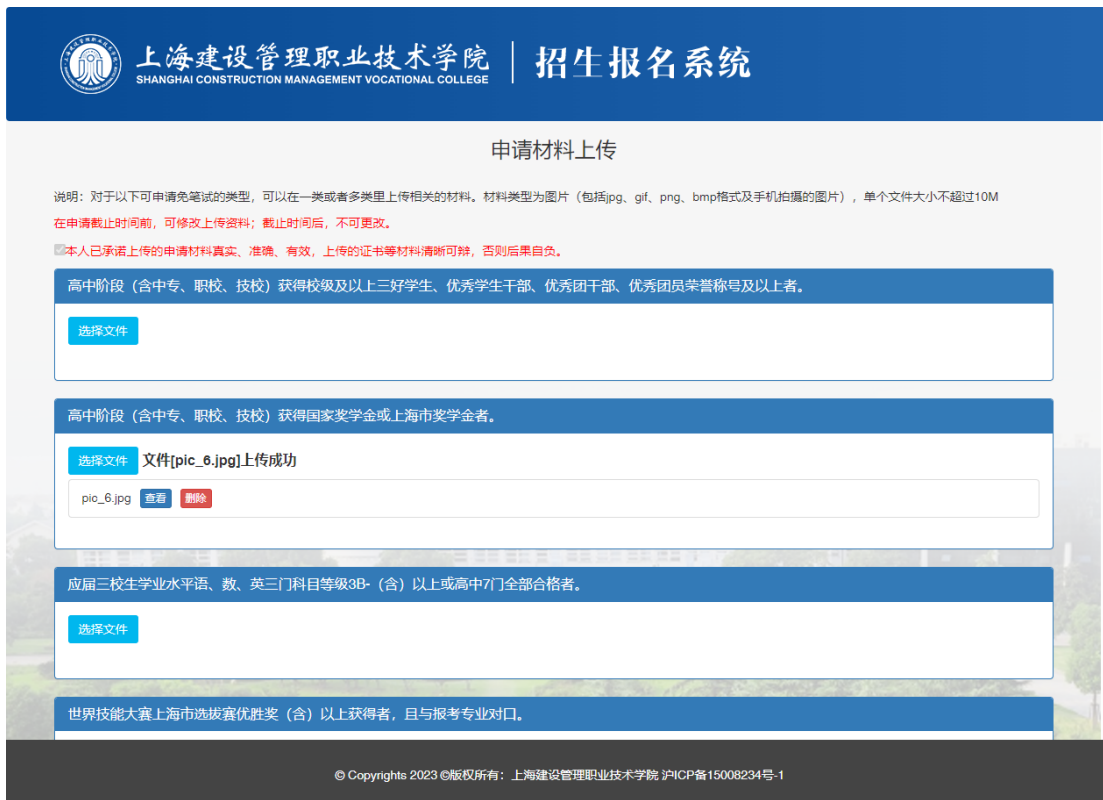 上海建设管理职业技术学院
SHANGHAI CONSTRUCTION MANAGEMENT VOCATIONAL COLLEGE
招生报名系统
申请材料上传
说明：对于以下可申请免笔试的类型，可以在一类或者多类里上传相关的材料。材料类型为图片（包括jpg、gif、png、bmp格式及手机拍摄的图片），单个文件大小不超过10M
在申请截止时间前，可修改上传资料；截止时间后，不可更改。
本人已承诺上传的申请材料真实、准确、有效，上传的证书等材料清晰可辩，否则后果自负。
高中阶段（含中专、职校、技校）获得校级及以上三好学生、优秀学生干部、优秀团干部、优秀团员荣誉称号及以上者。
选择文件
高中阶段（含中专、职校、技校）获得国家奖学金或上海市奖学金者。
选择文件 文件[pic_6.jpg]上传成功
pic_6.jpg 查看 删除
应届三校生学业水平语、数、英三门科目等级3B-（含）以上或高中7门全部合格者。
选择文件
世界技能大赛上海市选拔赛优胜奖（含）以上获得者，且与报考专业对口。
© Copyrights 2023 ©版权所有：上海建设管理职业技术学院 沪ICP备15008234号-1